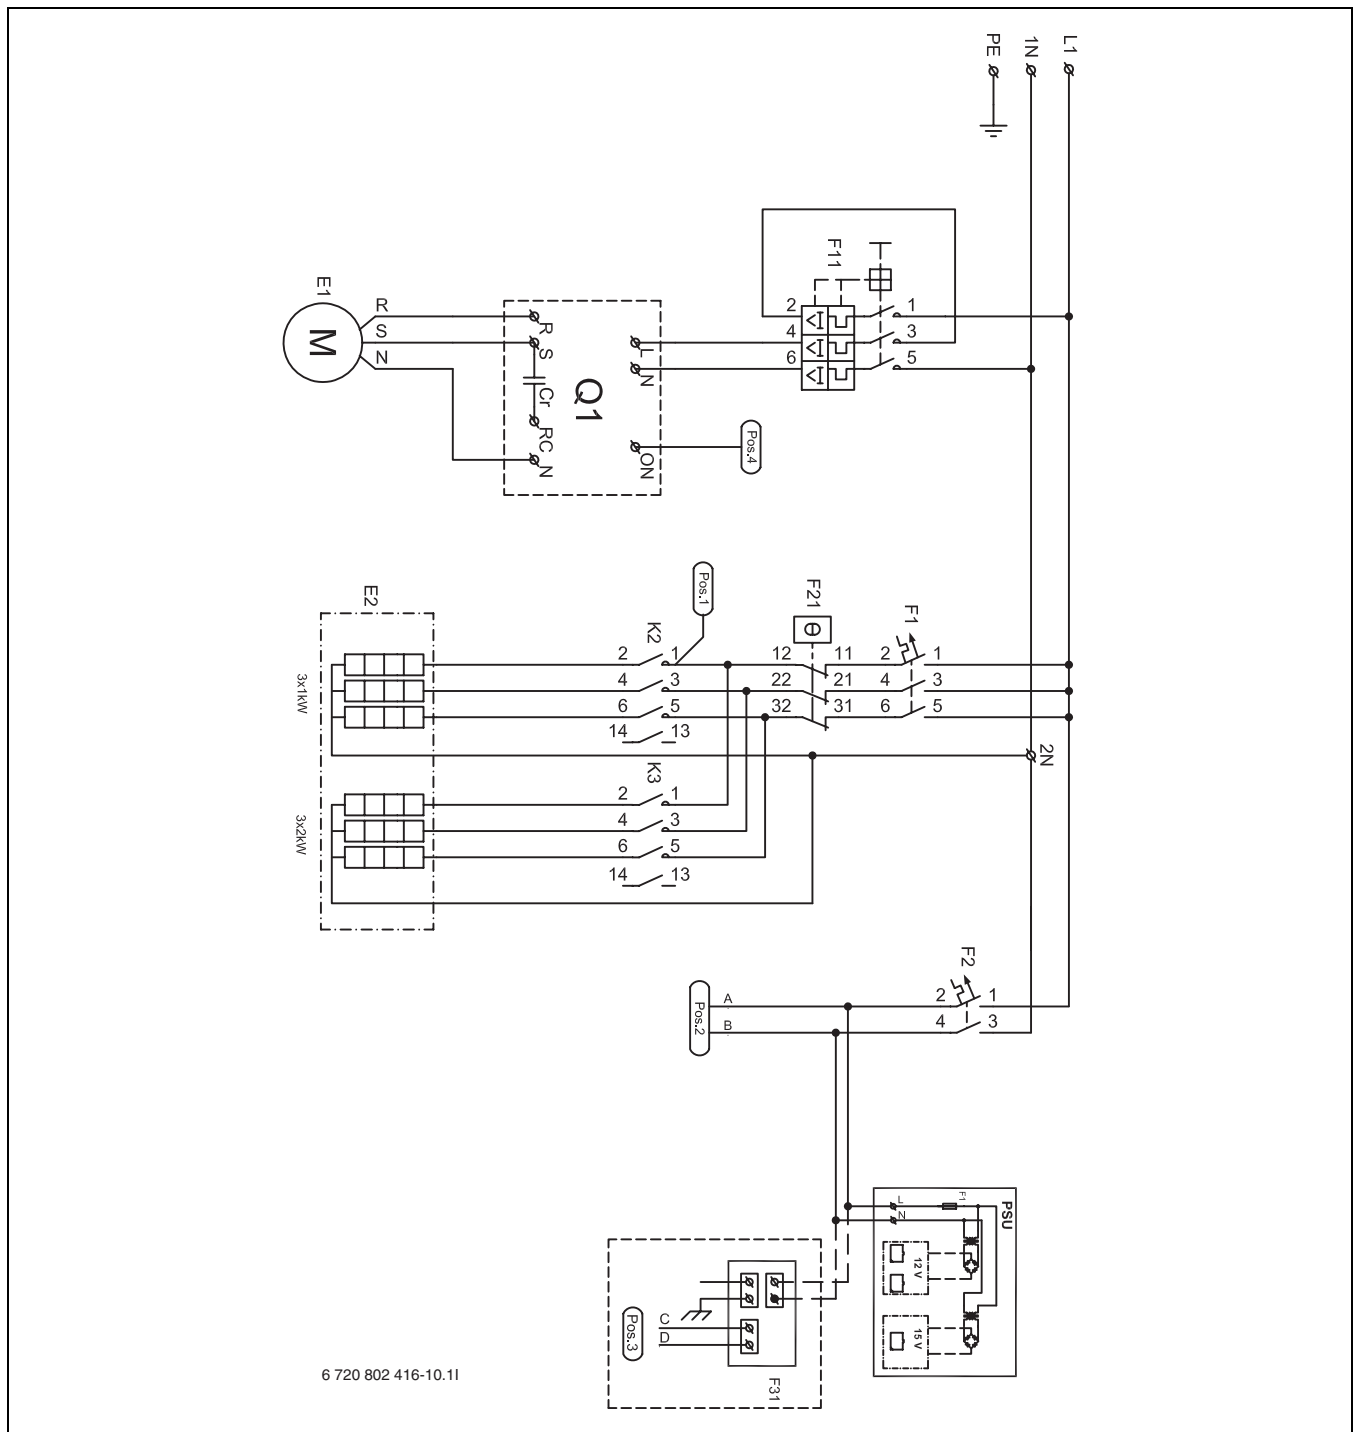 PE
1N
L1
F11
1
3
5
2
4
6
E1
M
R
S
N
R
S
Cr
RC
N
Q1
L
N
ON
Pos.4
E2
3x1kW
3x2kW
K2
2
1
4
3
6
5
14
13
Pos.1
F21
Θ
12
11
22
21
32
31
F1
2
1
4
3
6
5
2N
K3
2
1
4
3
6
5
14
13
F2
2
1
4
3
Pos.2
A
B
PSU
L
N
F1
12 V
15 V
F31
Pos.3
C
D
6 720 802 416-10.1I